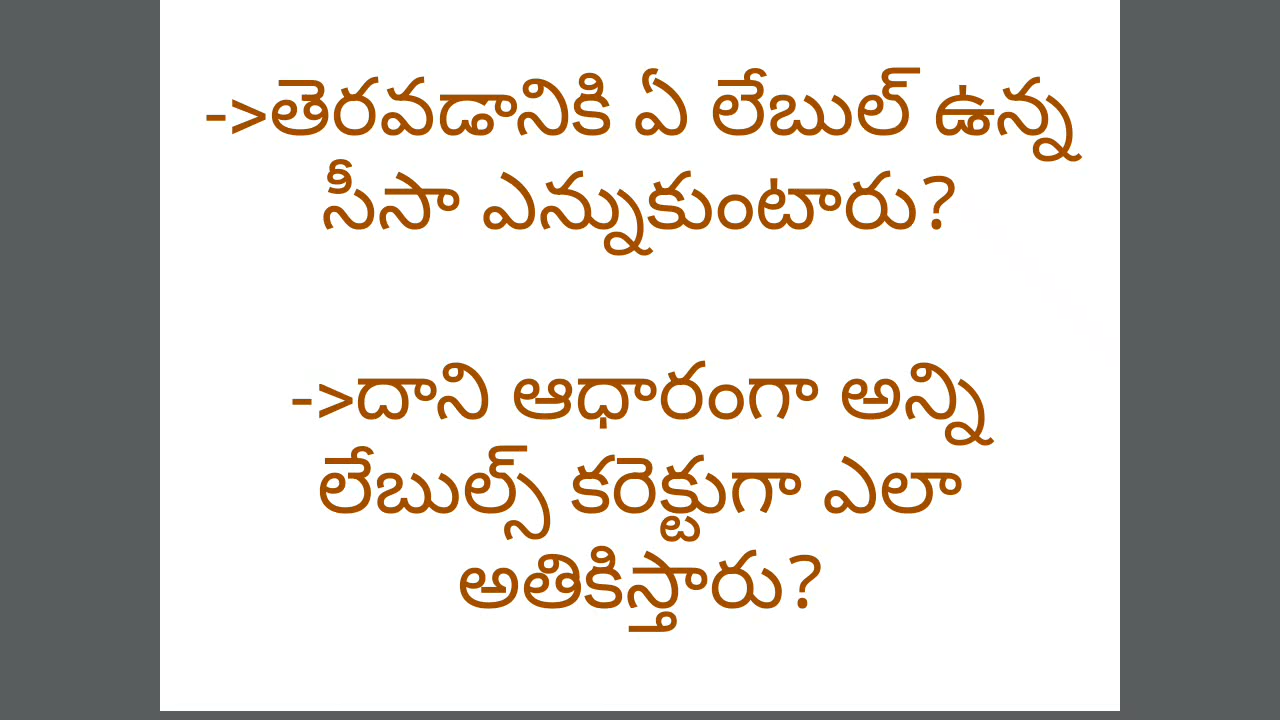 ->తెరవడానికి ఏ లేబుల్ ఉన్న
సీసా ఎన్నుకుంటారు?
->దాని ఆధారంగా అన్ని
లేబుల్స్ కరెక్టుగా ఎలా
అతికిస్తారు?